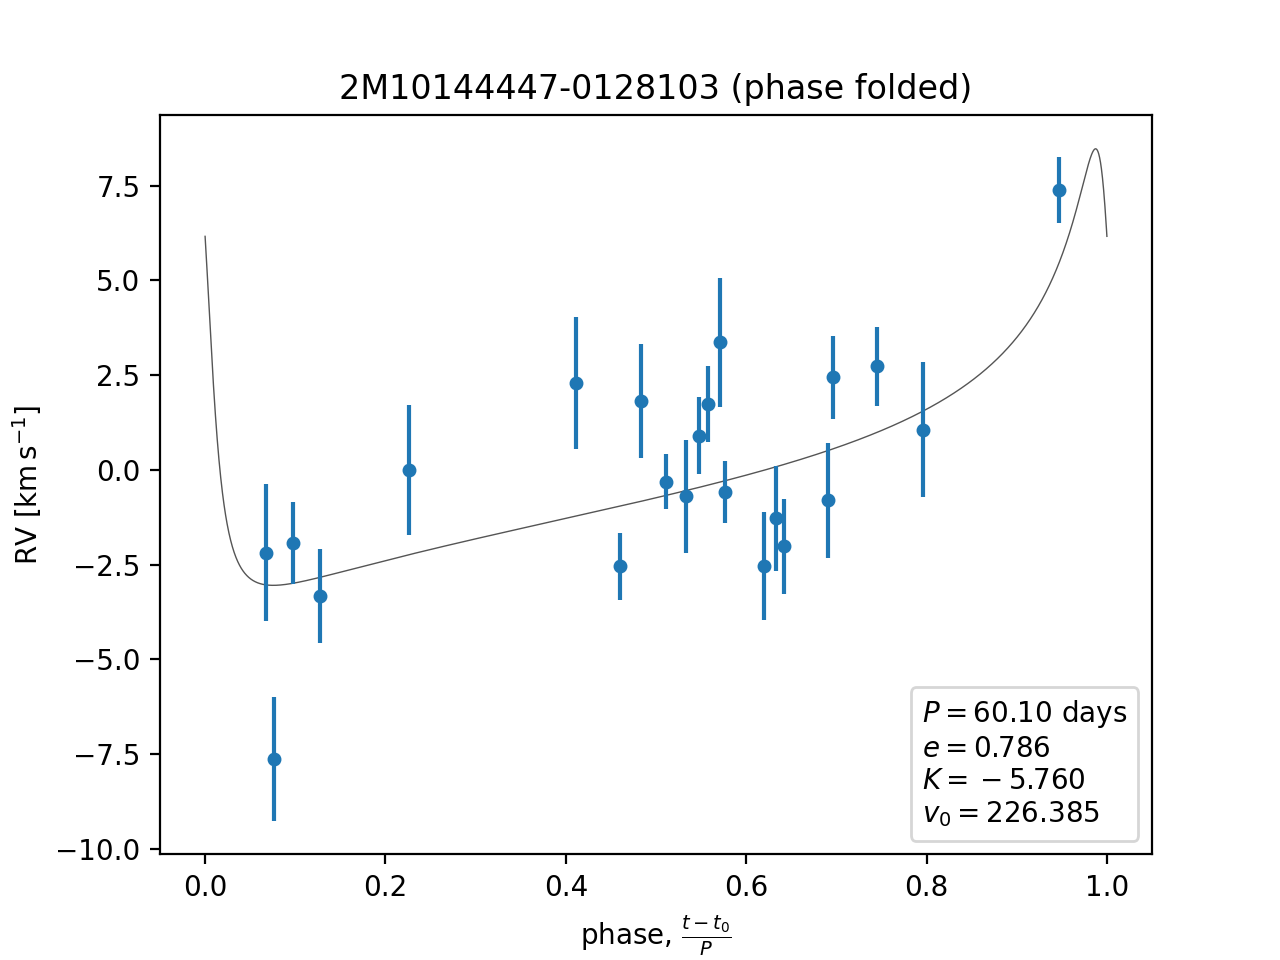 2M10144447-0128103 (phase folded)
RV [km s⁻¹]
7.5
5.0
2.5
0.0
−2.5
−5.0
−7.5
−10.0
P = 60.10 days
e = 0.786
K = −5.760
v₀ = 226.385
0.0 0.2 0.4 0.6 0.8 1.0
phase, (t − t₀)/P